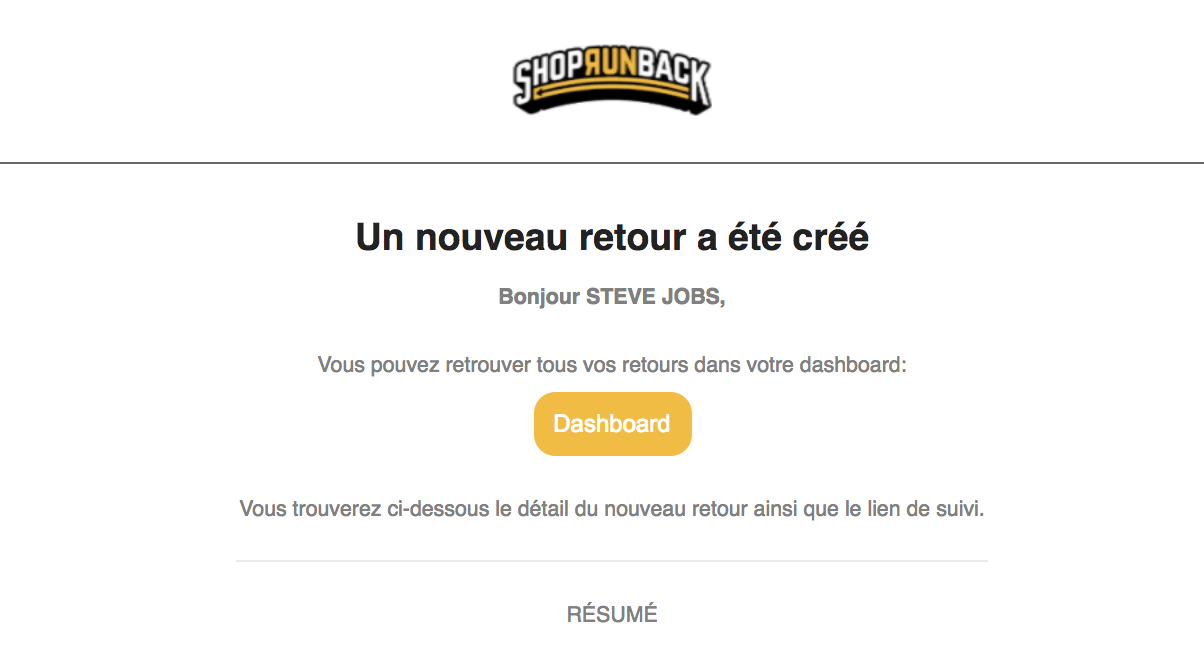 SHOPRUNBACK
Un nouveau retour a été créé
Bonjour STEVE JOBS,
Vous pouvez retrouver tous vos retours dans votre dashboard:
Dashboard
Vous trouverez ci-dessous le détail du nouveau retour ainsi que le lien de suivi.
RÉSUMÉ